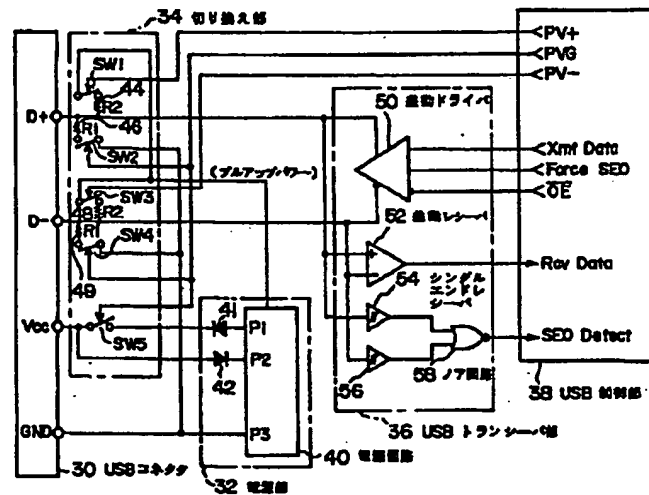 34 切り換え部
PV+
PVG
PV-
SW1
44
R2
D+
R1
46
SW2
50 差動ドライバ
Xmt Data
Force SEO
OE
(プルアップパワー)
SW3
48
R2
D-
R1
SW4
49
52 差動レシーバ
Rcv Data
54 シングル
エンドレ
シーバ
Vcc
SW5
41
P1
P2
42
SEO Detect
58 ノア回路
56
38 USB 制御部
36 USB トランシーバ部
GND
P3
40 電源回路
30 USBコネクタ
32 電源部